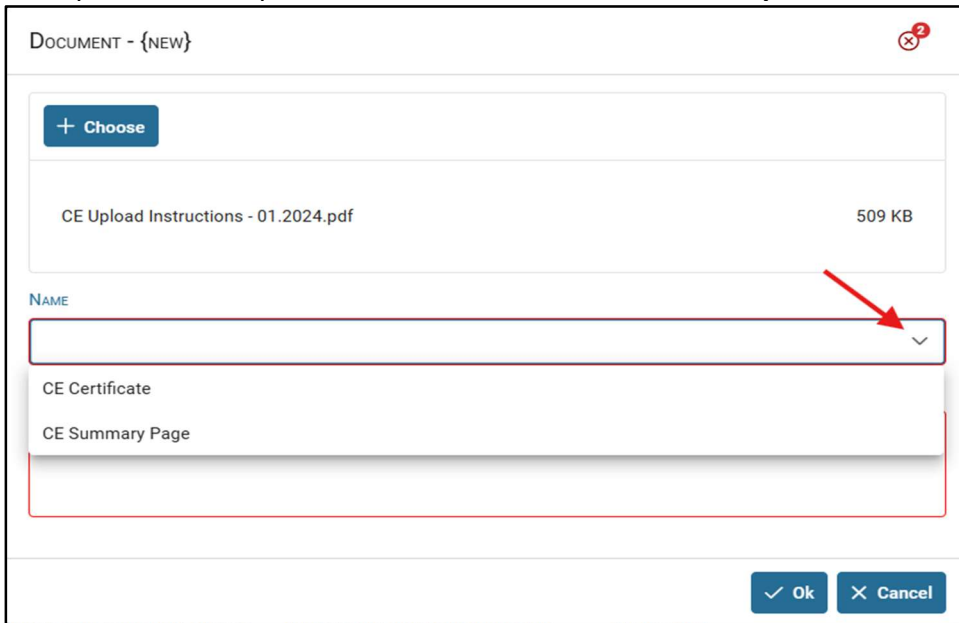 Document - {new}
2
+ Choose
CE Upload Instructions - 01.2024.pdf 509 KB
Name
CE Certificate
CE Summary Page
Ok
Cancel